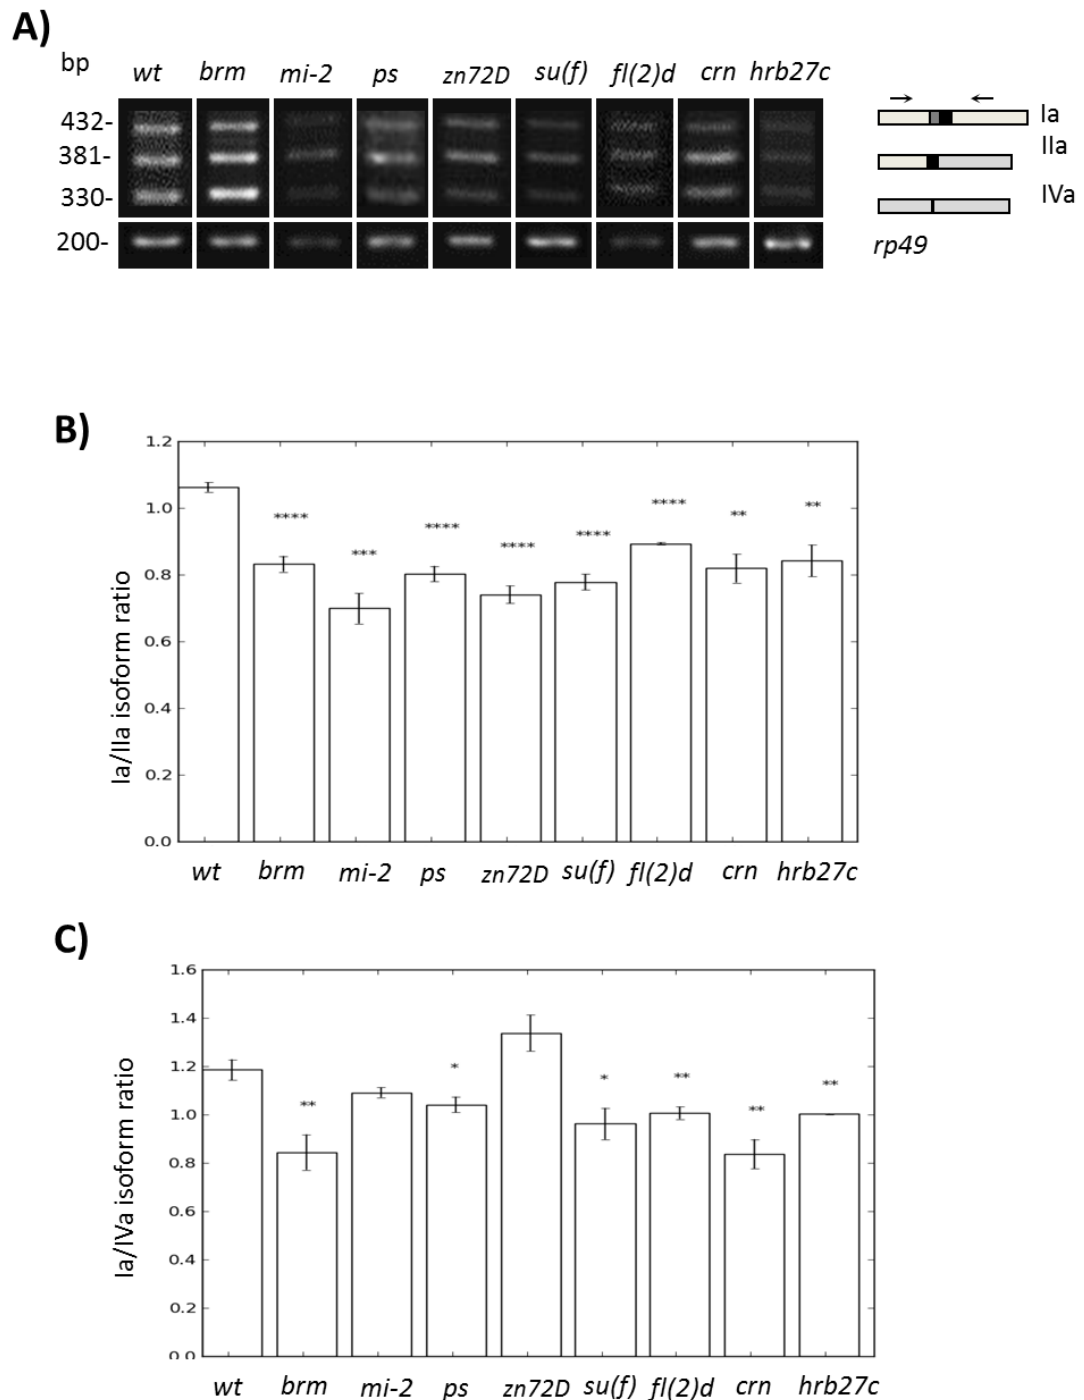 A)
bp wt brm mi-2 ps zn72D su(f) fl(2)d crn hrb27c
432-
381-
330-
200-
Ia
IIa
IVa
rp49
B)
Ia/IIa isoform ratio
1.2
1.0
0.8
0.6
0.4
0.2
0.0
**** *** **** **** **** **** ** **
wt brm mi-2 ps zn72D su(f) fl(2)d crn hrb27c
C)
Ia/IVa isoform ratio
1.6
1.4
1.2
1.0
0.8
0.6
0.4
0.2
0.0
** * * ** ** **
wt brm mi-2 ps zn72D su(f) fl(2)d crn hrb27c